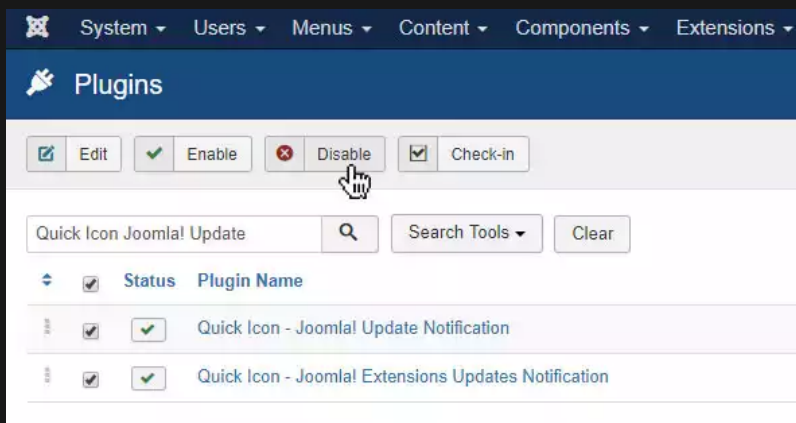 System Users Menus Content Components Extensions
Plugins
Edit Enable Disable Check-in
Quick Icon Joomla! Update Search Tools Clear
Status Plugin Name
Quick Icon - Joomla! Update Notification
Quick Icon - Joomla! Extensions Updates Notification